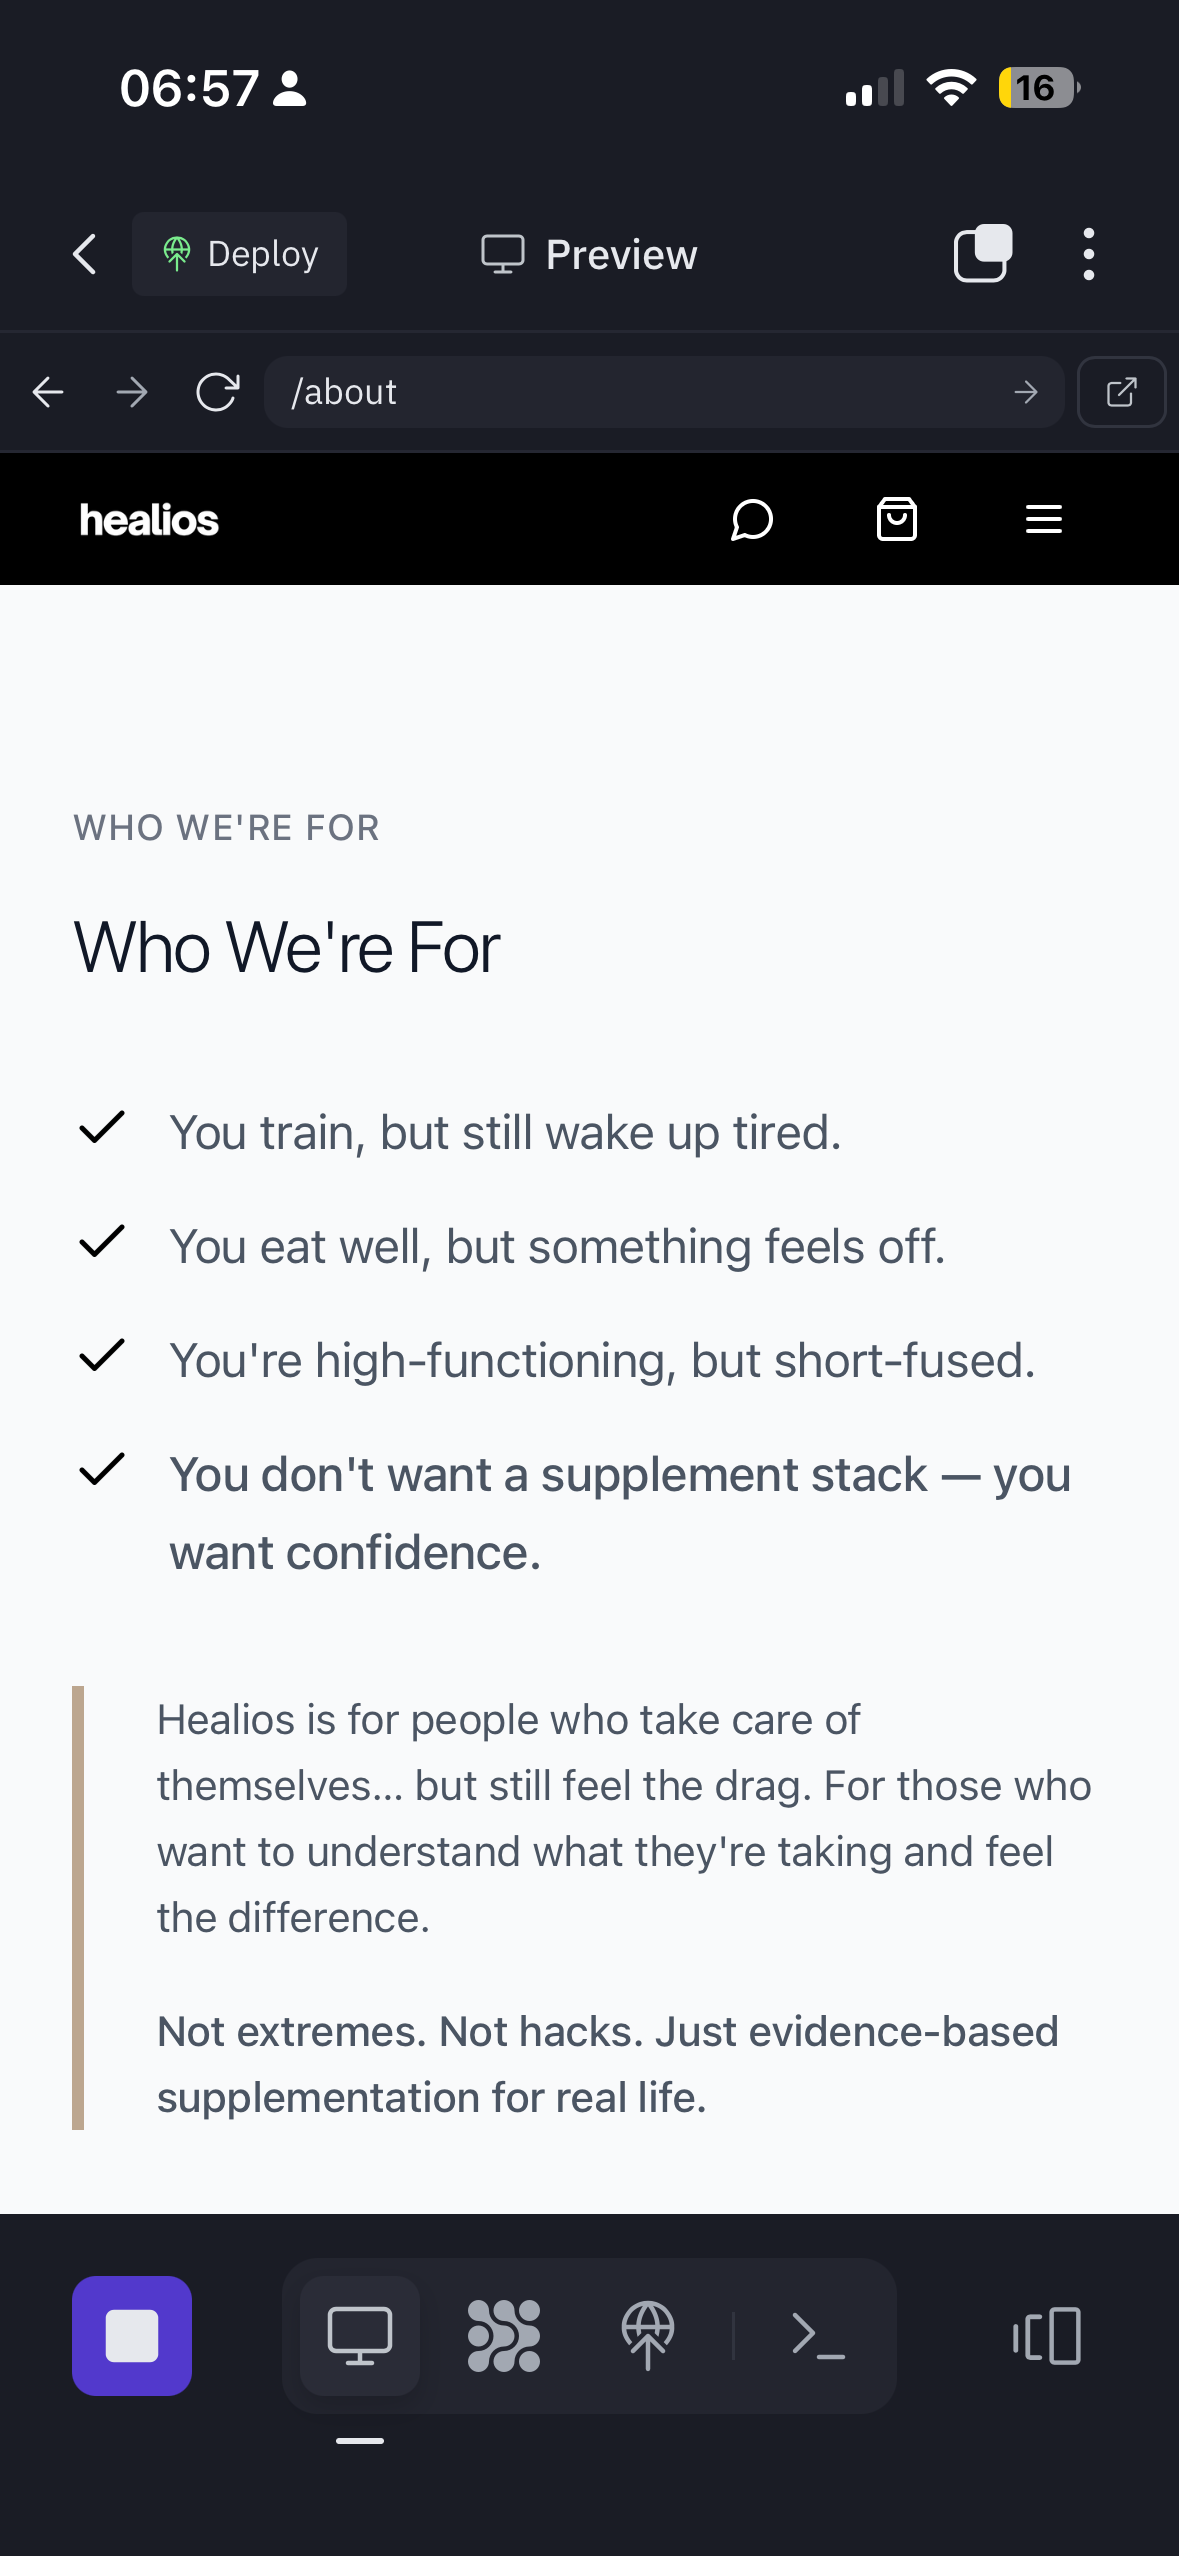 06:57
16
Deploy
Preview
/about
healios
WHO WE'RE FOR
Who We're For
You train, but still wake up tired.
You eat well, but something feels off.
You're high-functioning, but short-fused.
You don't want a supplement stack — you
want confidence.
Healios is for people who take care of
themselves... but still feel the drag. For those who
want to understand what they're taking and feel
the difference.
Not extremes. Not hacks. Just evidence-based
supplementation for real life.